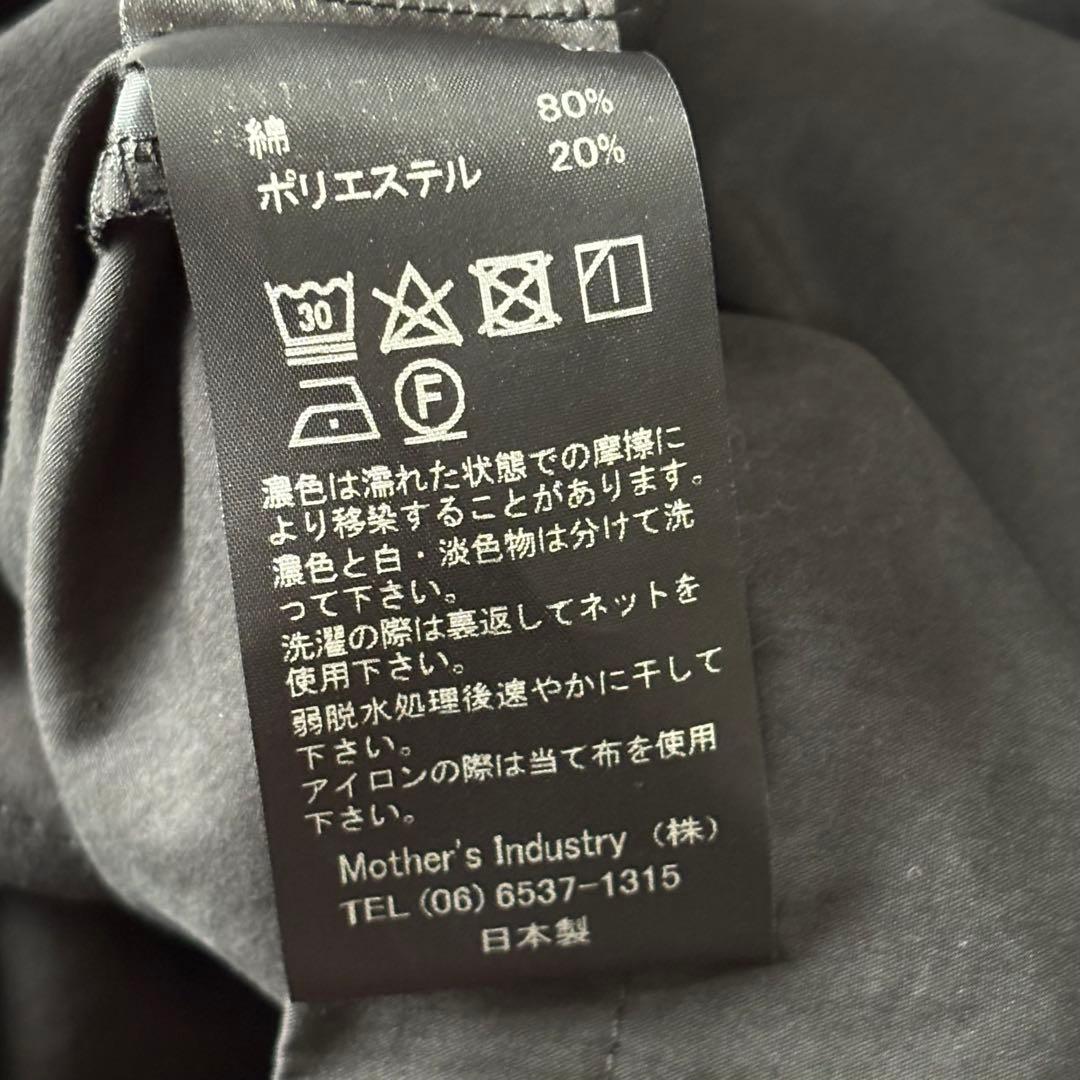 綿 80%
ポリエステル 20%
30
F
濃色は濡れた状態での摩擦に
より移染することがあります。
濃色と白・淡色物は分けて洗
って下さい。
洗濯の際は裏返してネットを
使用下さい。
弱脱水処理後速やかに干して
下さい。
アイロンの際は当て布を使用
下さい。
Mother's Industry (株)
TEL (06) 6537-1315
日本製